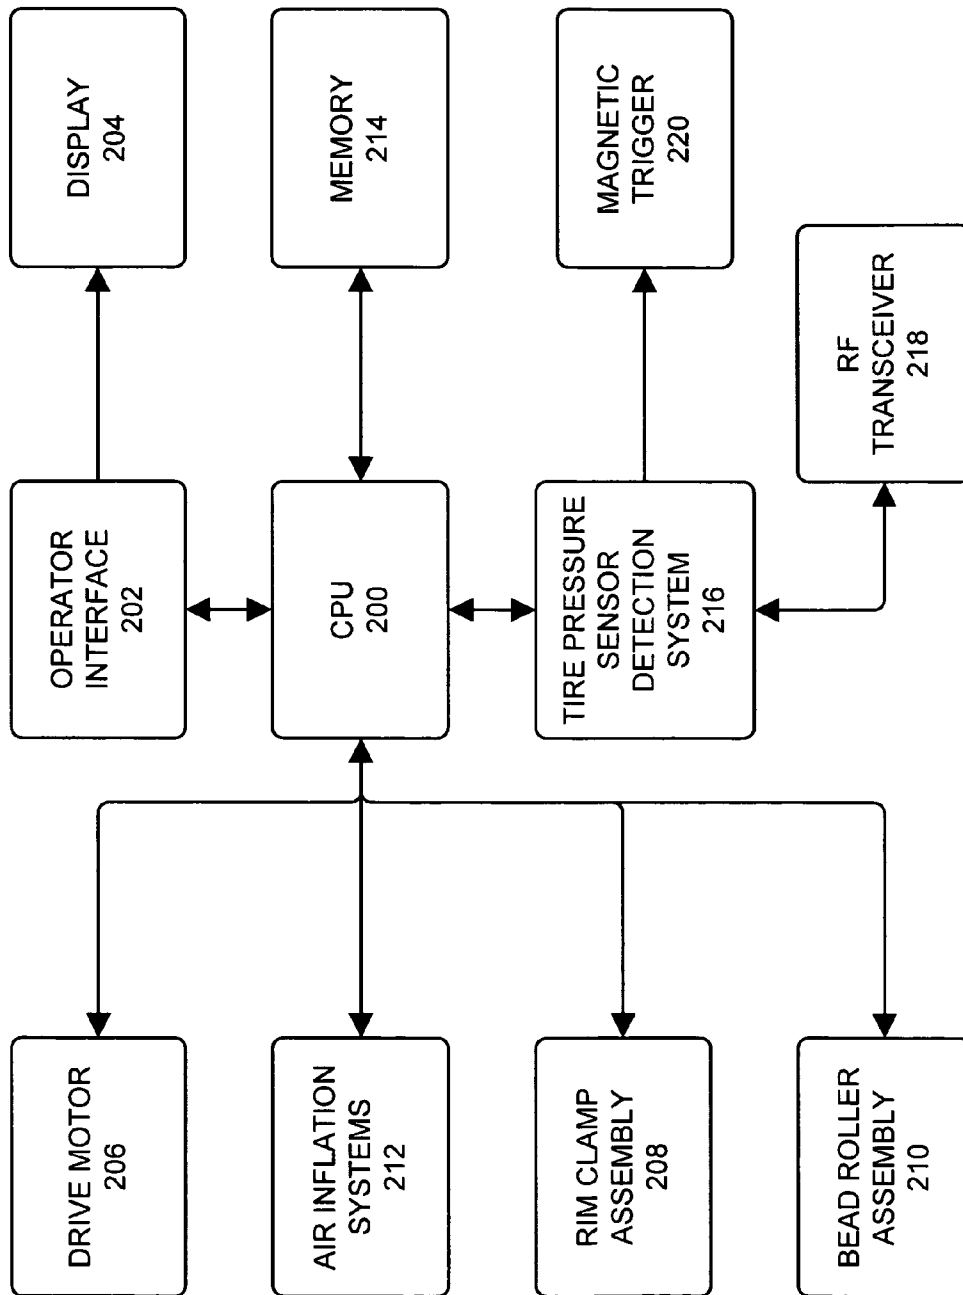 DRIVE MOTOR
206
OPERATOR
INTERFACE
202
DISPLAY
204
AIR INFLATION
SYSTEMS
212
CPU
200
MEMORY
214
RIM CLAMP
ASSEMBLY
208
TIRE PRESSURE
SENSOR
DETECTION
SYSTEM
216
MAGNETIC
TRIGGER
220
BEAD ROLLER
ASSEMBLY
210
RF
TRANSCEIVER
218